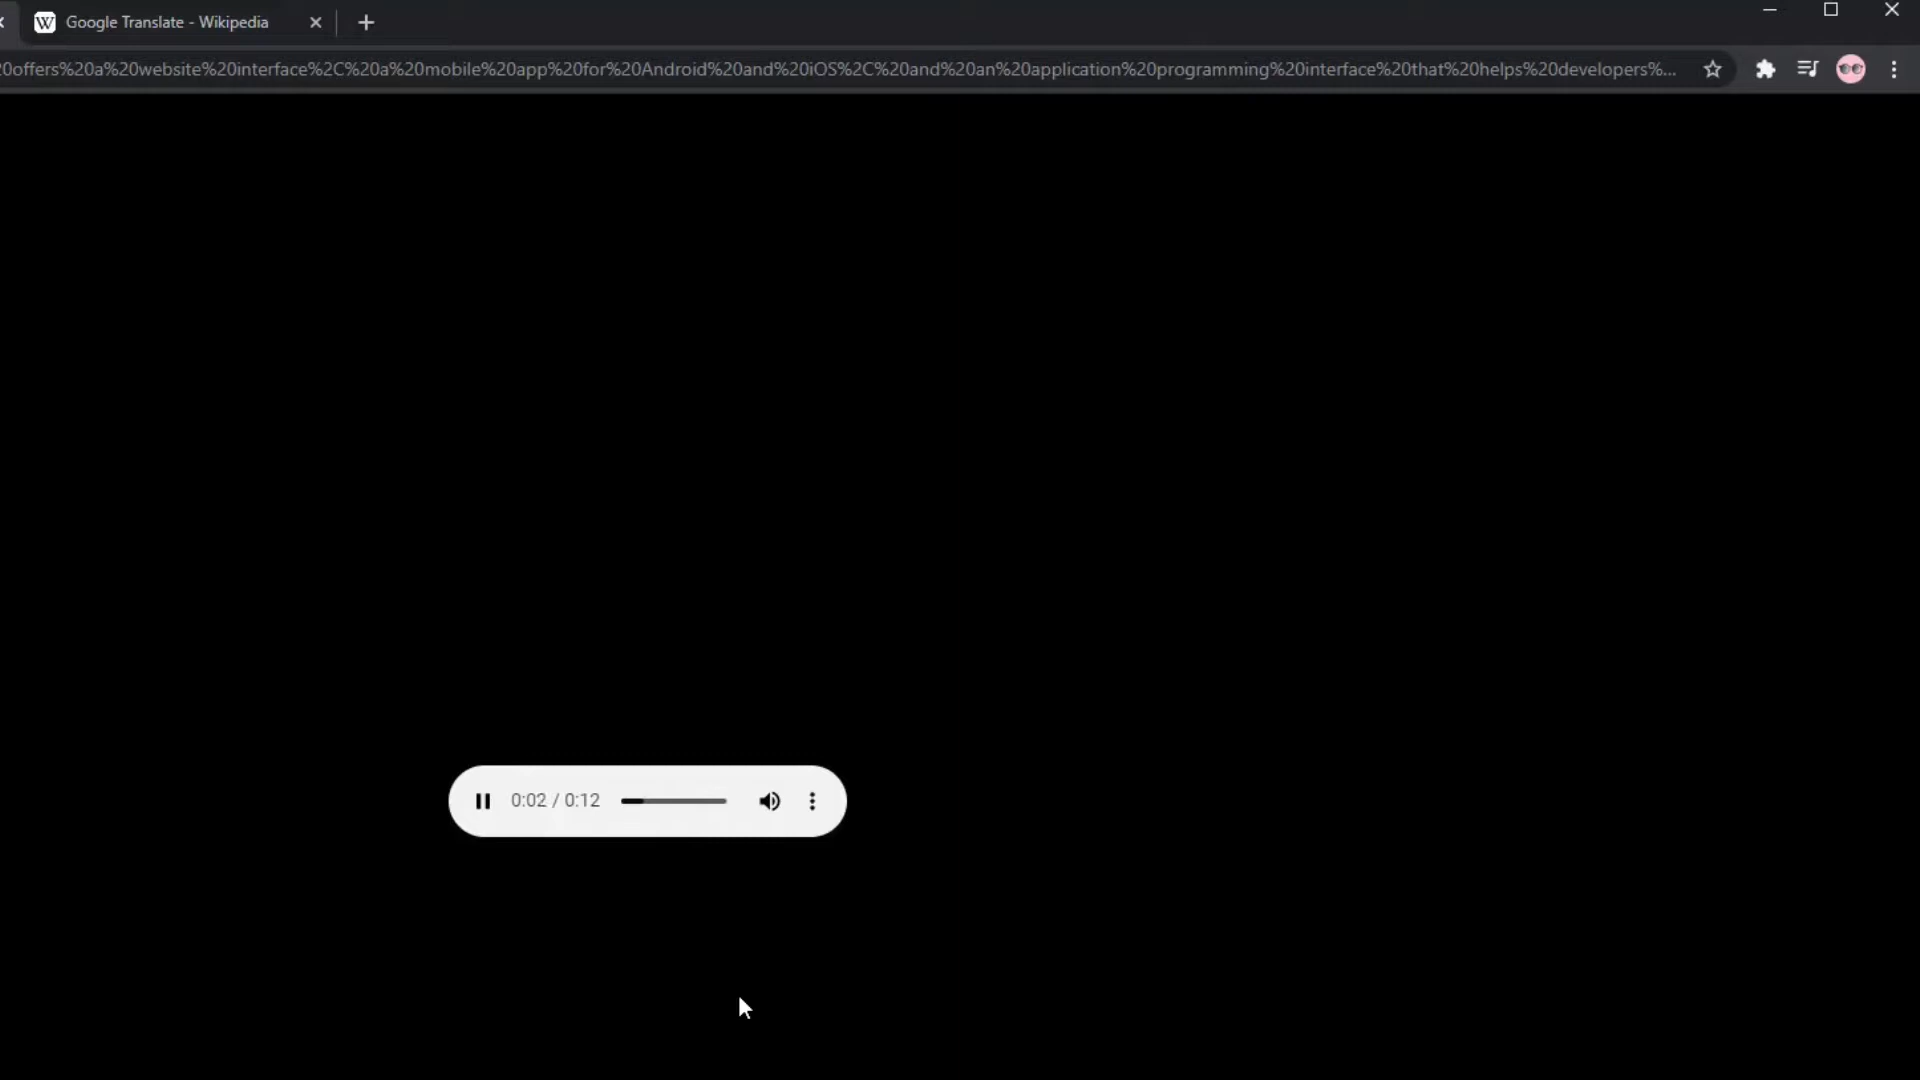 W Google Translate - Wikipedia
20offers%20a%20website%20interface%2C%20a%20mobile%20app%20for%20Android%20and%20iOS%2C%20and%20an%20application%20programming%20interface%20that%20helps%20developers%...
0:02 / 0:12